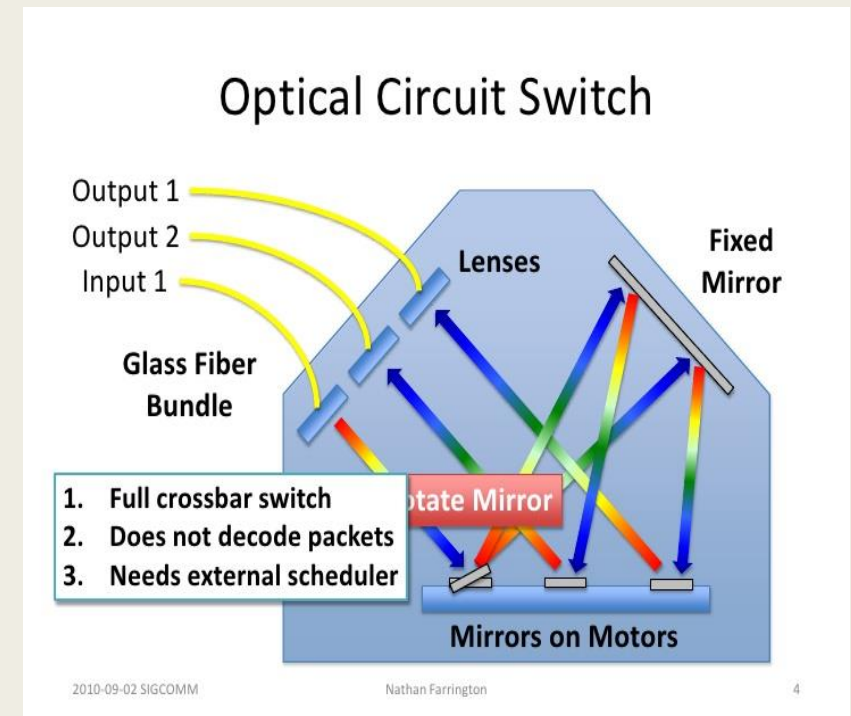 Optical Circuit Switch
Output 1
Output 2
Input 1
Lenses
Fixed
Mirror
Glass Fiber
Bundle
1. Full crossbar switch
2. Does not decode packets
3. Needs external scheduler
Mirror
Mirrors on Motors
2010-09-02 SIGCOMM
Nathan Farrington
4